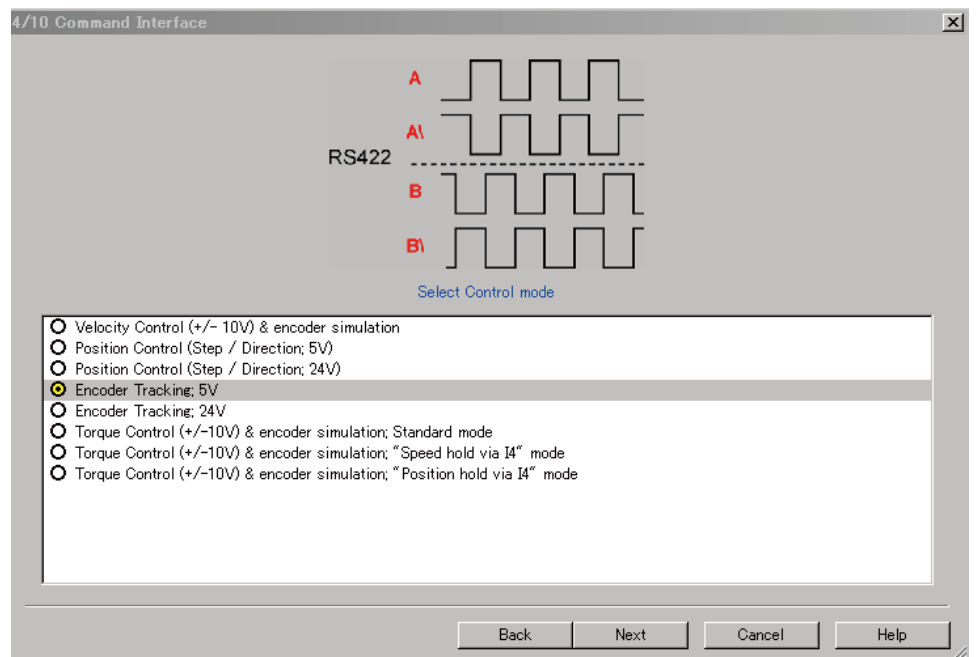 4/10 Command Interface
A
A\
RS422
B
B\
Select Control mode
Velocity Control (+/- 10V) & encoder simulation
Position Control (Step / Direction; 5V)
Position Control (Step / Direction; 24V)
Encoder Tracking; 5V
Encoder Tracking; 24V
Torque Control (+/-10V) & encoder simulation; Standard mode
Torque Control (+/-10V) & encoder simulation; "Speed hold via I4" mode
Torque Control (+/-10V) & encoder simulation; "Position hold via I4" mode
Back Next Cancel Help